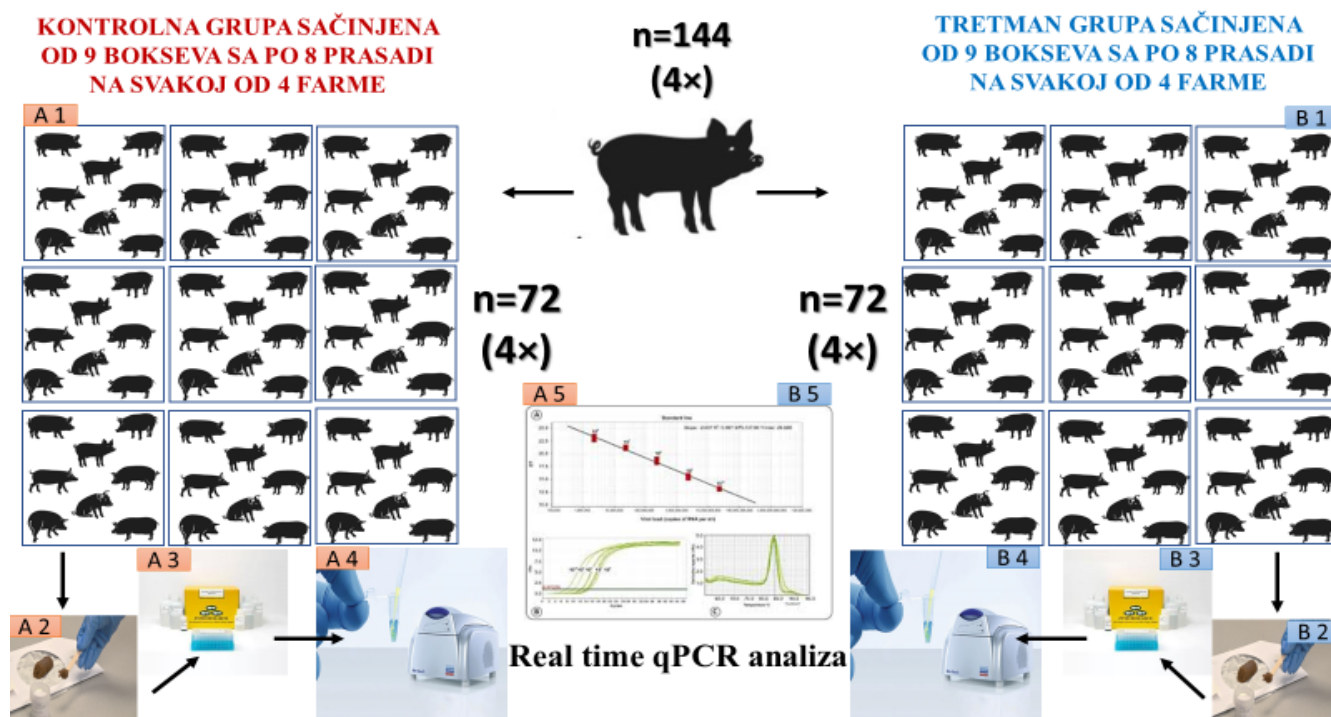 KONTROLNA GRUPA SAČINJENA
OD 9 BOKSEVA SA PO 8 PRASADI
NA SVAKOJ OD 4 FARME
n=144
(4×)
TRETMAN GRUPA SAČINJENA
OD 9 BOKSEVA SA PO 8 PRASADI
NA SVAKOJ OD 4 FARME
A 1
B 1
n=72
(4×)
n=72
(4×)
A 5
B 5
A
Standard line
B
C
A 3
A 4
B 4
B 3
A 2
B 2
Real time qPCR analiza